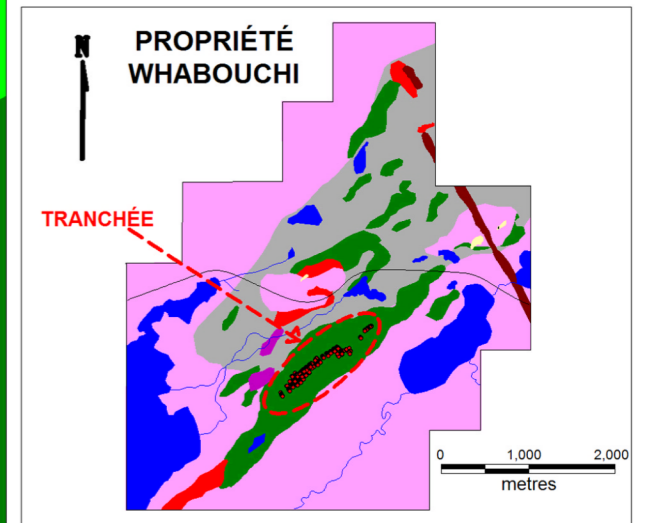 N
PROPRIÉTÉ
WHABOUCHI
TRANCHÉE
0 1,000 2,000
metres